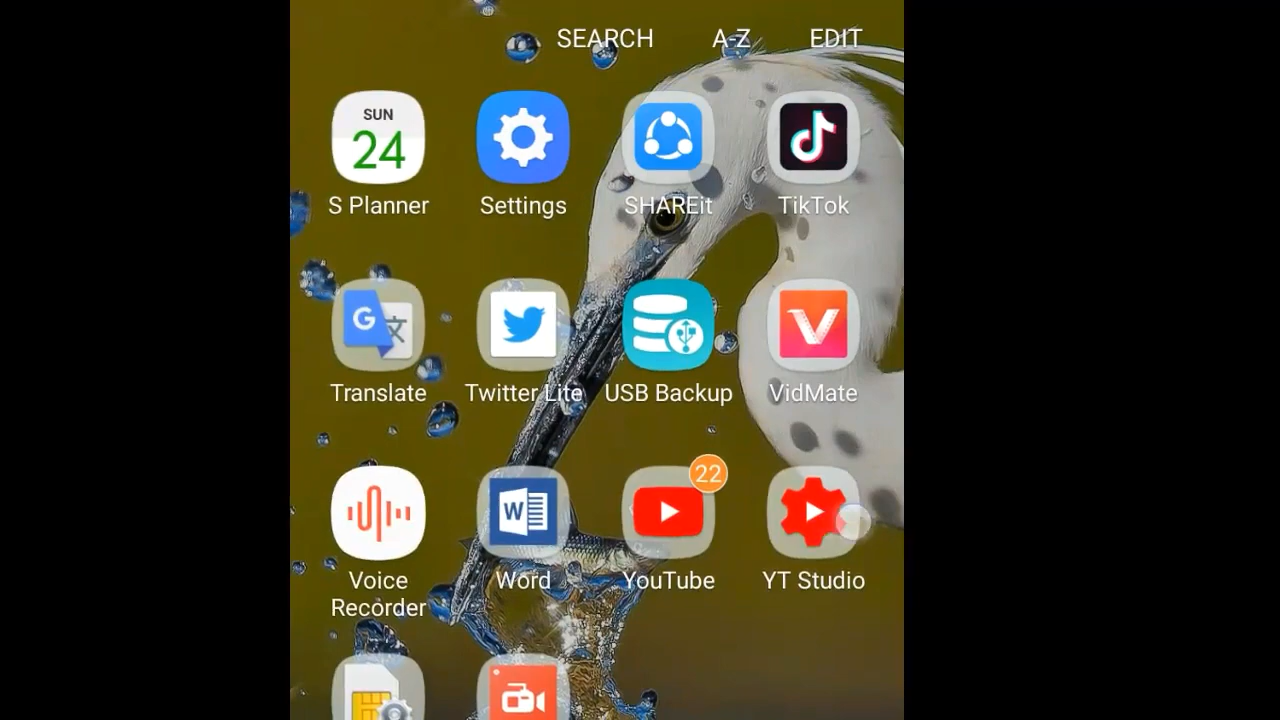 SEARCH A-Z EDIT
SUN
24
S Planner Settings SHAREit TikTok
G 文
Translate Twitter Lite USB Backup VidMate
22
W
Voice Recorder Word YouTube YT Studio